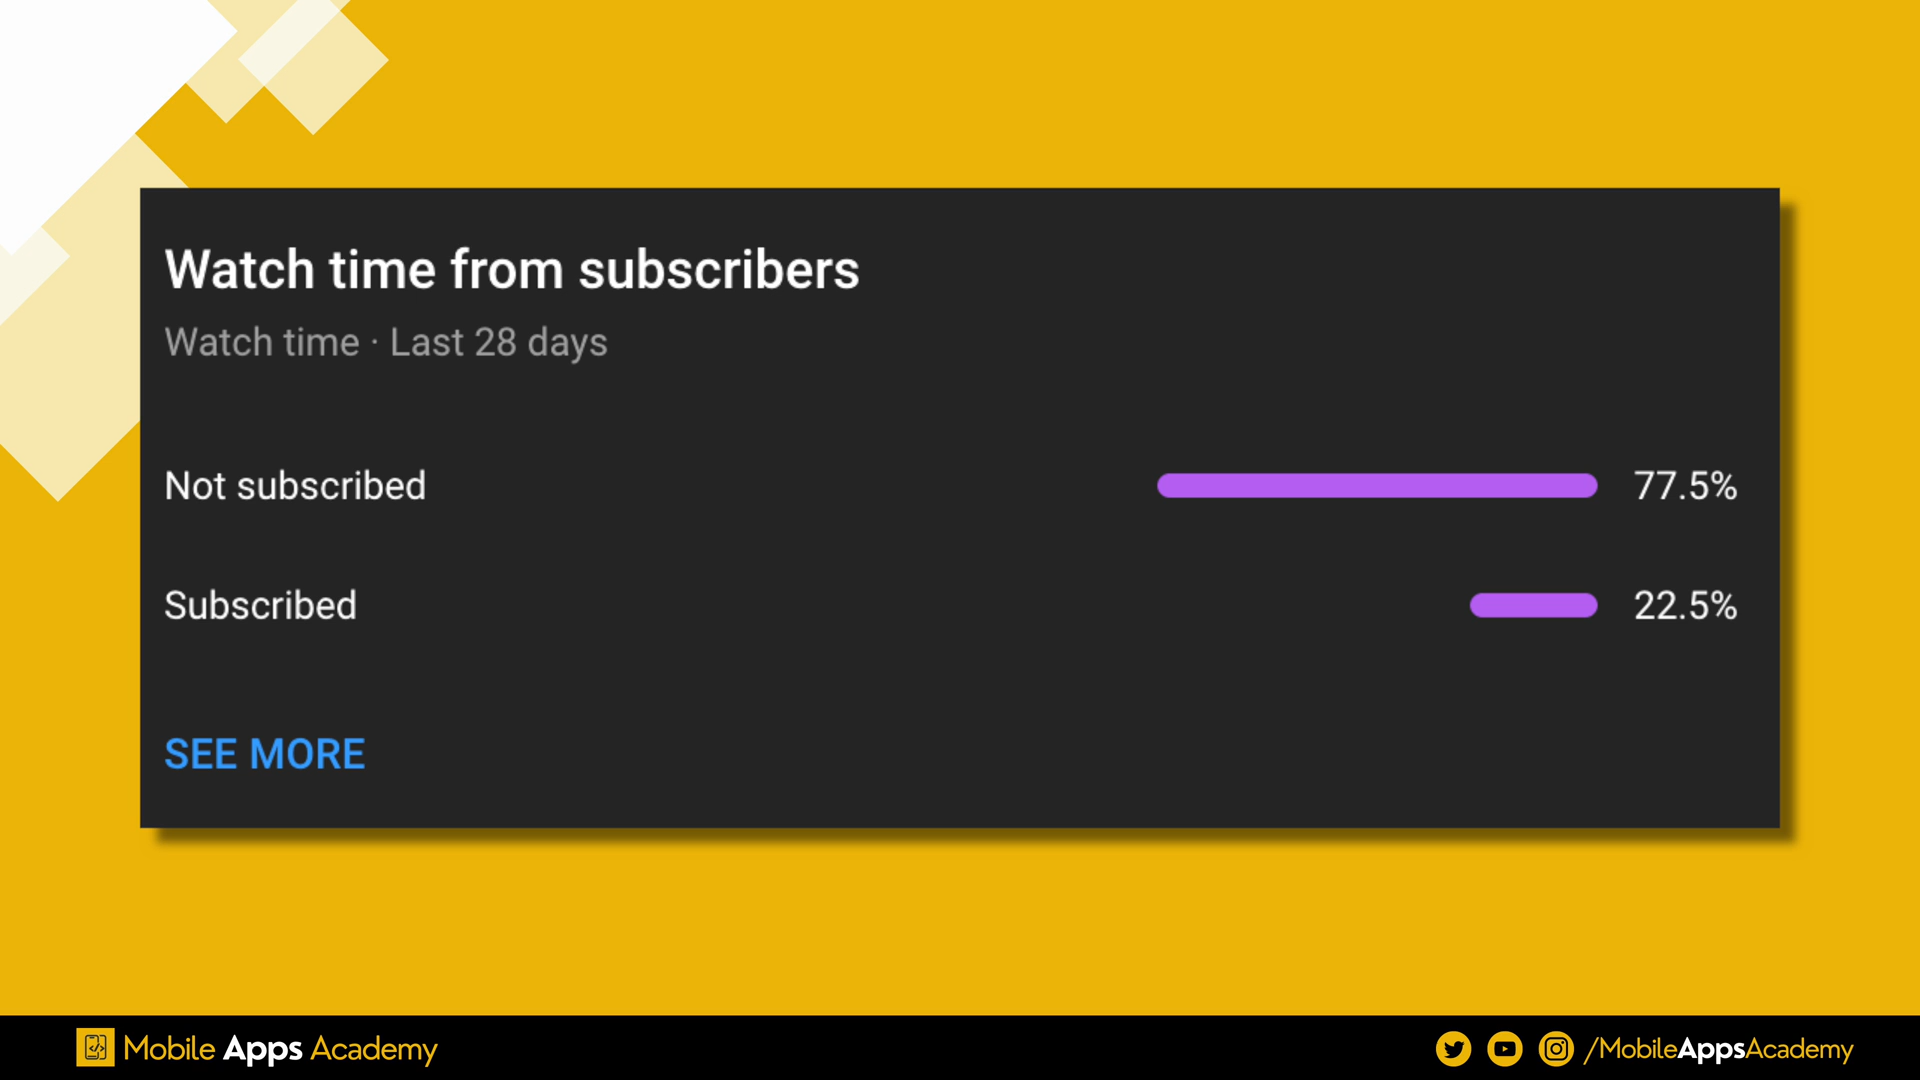 Watch time from subscribers
Watch time · Last 28 days
Not subscribed 77.5%
Subscribed 22.5%
SEE MORE
Mobile Apps Academy /MobileAppsAcademy